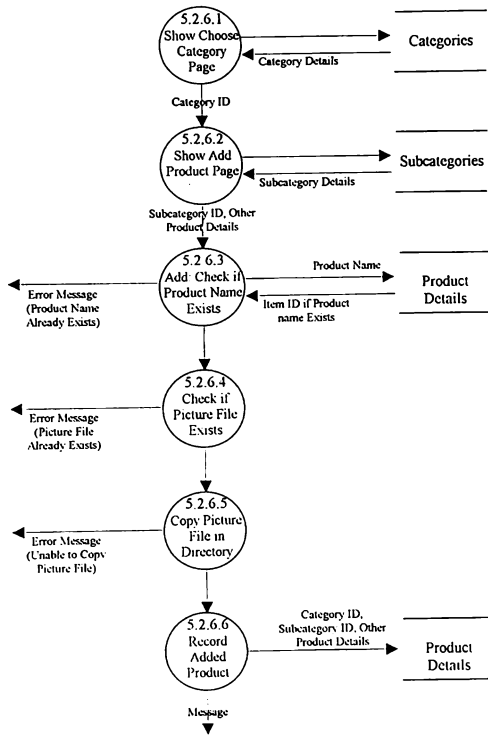 5.2.6.1
Show Choose
Category
Page
Categories
Category Details
Category ID
5.2.6.2
Show Add
Product Page
Subcategories
Subcategory Details
Subcategory ID, Other
Product Details
5.2 6.3
Add: Check if
Product Name
Exists
Product Name
Product
Details
Item ID if Product
name Exists
Error Message
(Product Name
Already Exists)
5.2.6.4
Check if
Picture File
Exists
Error Message
(Picture File
Already Exists)
5.2.6.5
Copy Picture
File in
Directory
Error Message
(Unable to Copy
Picture File)
5.2.6.6
Record
Added
Product
Category ID,
Subcategory ID, Other
Product Details
Product
Details
Message